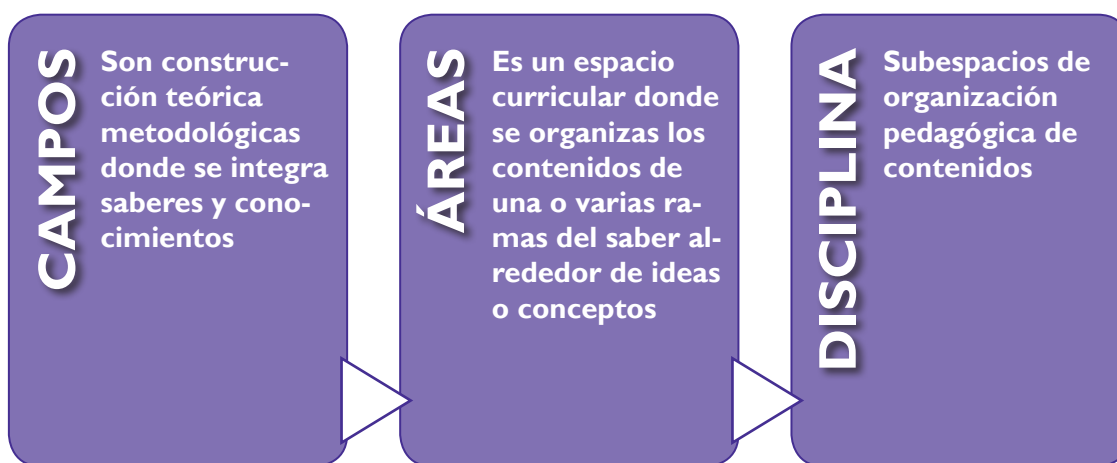 CAMPOS
Son construc-
ción teórica
metodológicas
donde se integra
saberes y cono-
cimientos
ÁREAS
Es un espacio
curricular donde
se organizas los
contenidos de
una o varias ra-
mas del saber al-
rededor de ideas
o conceptos
DISCIPLINA
Subespacios de
organización
pedagógica de
contenidos